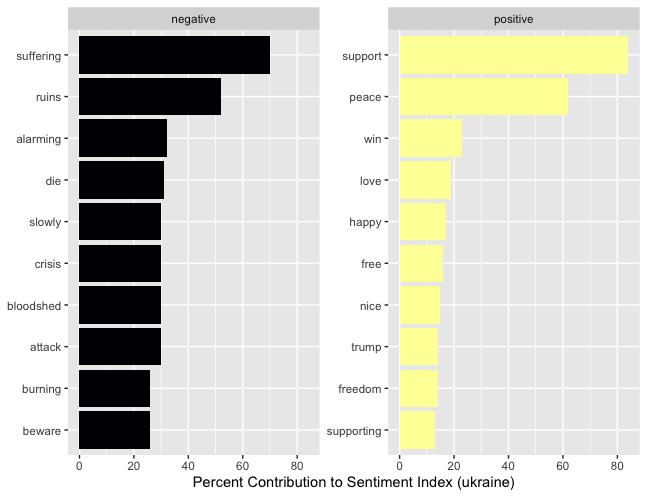 negative
positive
suffering
ruins
alarming
die
slowly
crisis
bloodshed
attack
burning
beware
support
peace
win
love
happy
free
nice
trump
freedom
supporting
0 20 40 60 80
0 20 40 60 80
Percent Contribution to Sentiment Index (ukraine)